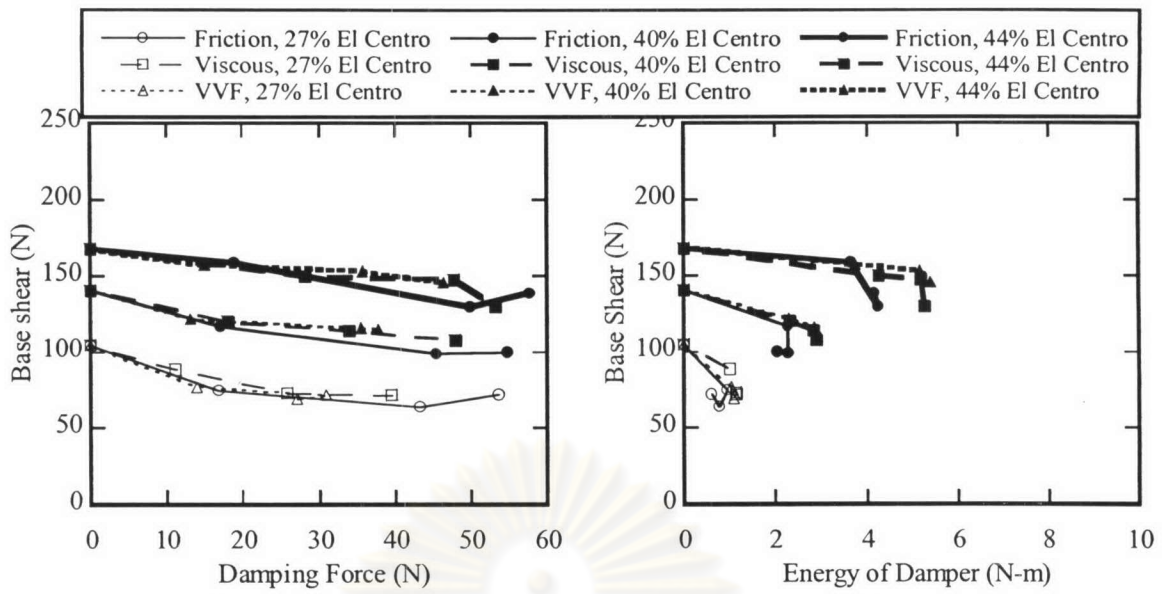 Friction, 27% El Centro Friction, 40% El Centro Friction, 44% El Centro
Viscous, 27% El Centro Viscous, 40% El Centro Viscous, 44% El Centro
VVF, 27% El Centro VVF, 40% El Centro VVF, 44% El Centro
250
200
150
100
50
0
Base shear (N)
0 10 20 30 40 50 60
Damping Force (N)
250
200
150
100
50
0
Base Shear (N)
0 2 4 6 8 10
Energy of Damper (N-m)